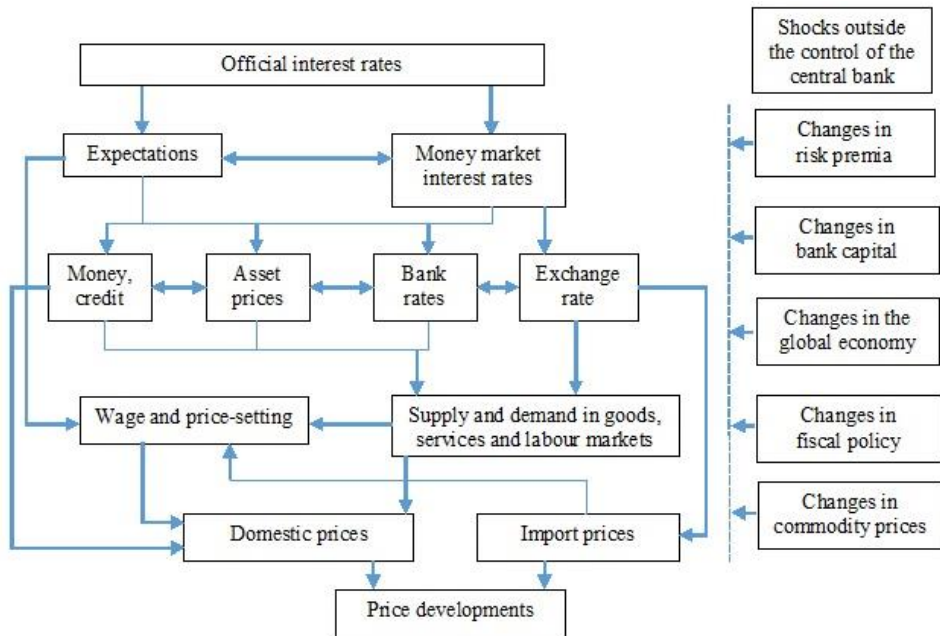 Official interest rates
Shocks outside
the control of the
central bank
Expectations
Money market
interest rates
Changes in
risk premia
Money,
credit
Asset
prices
Bank
rates
Exchange
rate
Changes in
bank capital
Changes in the
global economy
Wage and price-setting
Supply and demand in goods,
services and labour markets
Changes in
fiscal policy
Domestic prices
Import prices
Changes in
commodity prices
Price developments